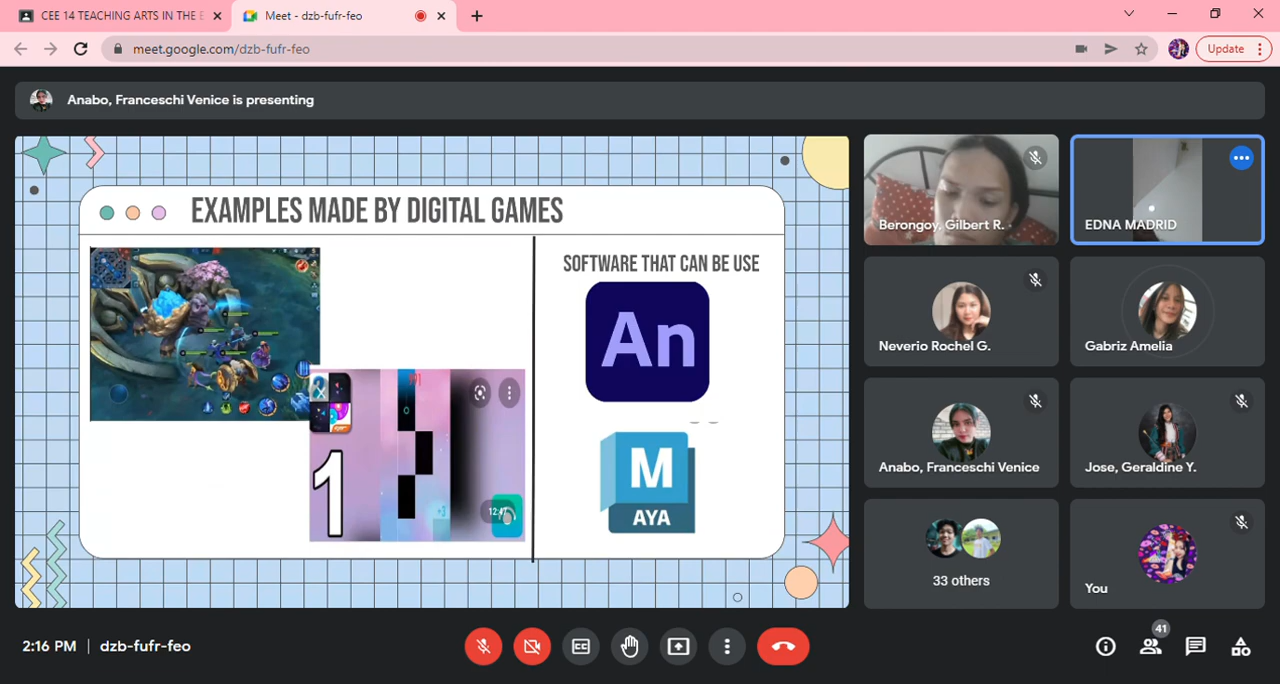 CEE 14 TEACHING ARTS IN THE E
Meet - dzb-fufr-feo
meet.google.com/dzb-fufr-feo
Update
Anabo, Franceschi Venice is presenting
EXAMPLES MADE BY DIGITAL GAMES
SOFTWARE THAT CAN BE USE
An
M
AYA
1
12:47
Berongoy, Gilbert R.
EDNA MADRID
Neverio Rochel G.
Gabriz Amelia
Anabo, Franceschi Venice
Jose, Geraldine Y.
33 others
You
2:16 PM | dzb-fufr-feo
CC
41